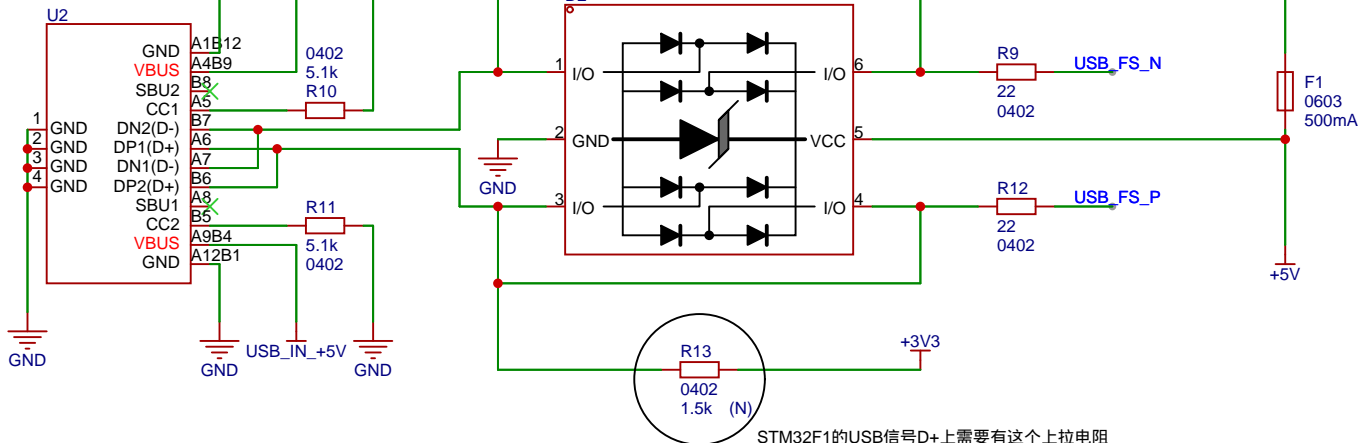 U2
GND A1B12
VBUS A4B9
SBU2 B8
CC1 A5
DN2(D-) B7
DP1(D+) A6
DN1(D-) A7
DP2(D+) B6
SBU1 A8
CC2 B5
VBUS A9B4
GND A12B1
1 GND
2 GND
3 GND
4 GND
GND
0402
5.1k
R10
R11
5.1k
0402
GND
USB_IN_+5V
GND
1 I/O
2 GND
3 I/O
I/O 6
VCC 5
I/O 4
GND
R9
22
0402
USB_FS_N
R12
22
0402
USB_FS_P
F1
0603
500mA
+5V
R13
0402
1.5k (N)
+3V3
STM32F1的USB信号D+上需要有这个上拉电阻